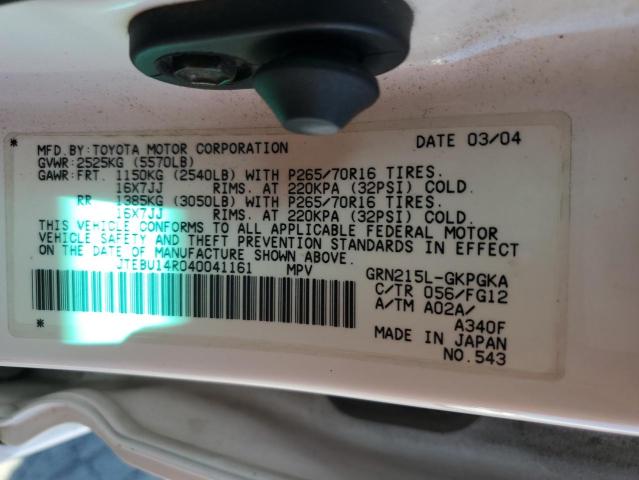 MFD.BY:TOYOTA MOTOR CORPORATION DATE 03/04
GVWR:2525KG (5570LB)
GAWR:FRT. 1150KG (2540LB) WITH P265/70R16 TIRES.
16X7JJ RIMS. AT 220KPA (32PSI) COLD.
RR 1385KG (3050LB) WITH P265/70R16 TIRES.
16X7JJ RIMS. AT 220KPA (32PSI) COLD.
THIS VEHICLE CONFORMS TO ALL APPLICABLE FEDERAL MOTOR
VEHICLE SAFETY AND THEFT PREVENTION STANDARDS IN EFFECT
ON THE DATE OF MANUFACTURE SHOWN ABOVE.
JTEBU14R040041161 MPV GRN215L-GKPGKA
C/TR 056/FG12
A/TM A02A/
A340F
MADE IN JAPAN
NO.543